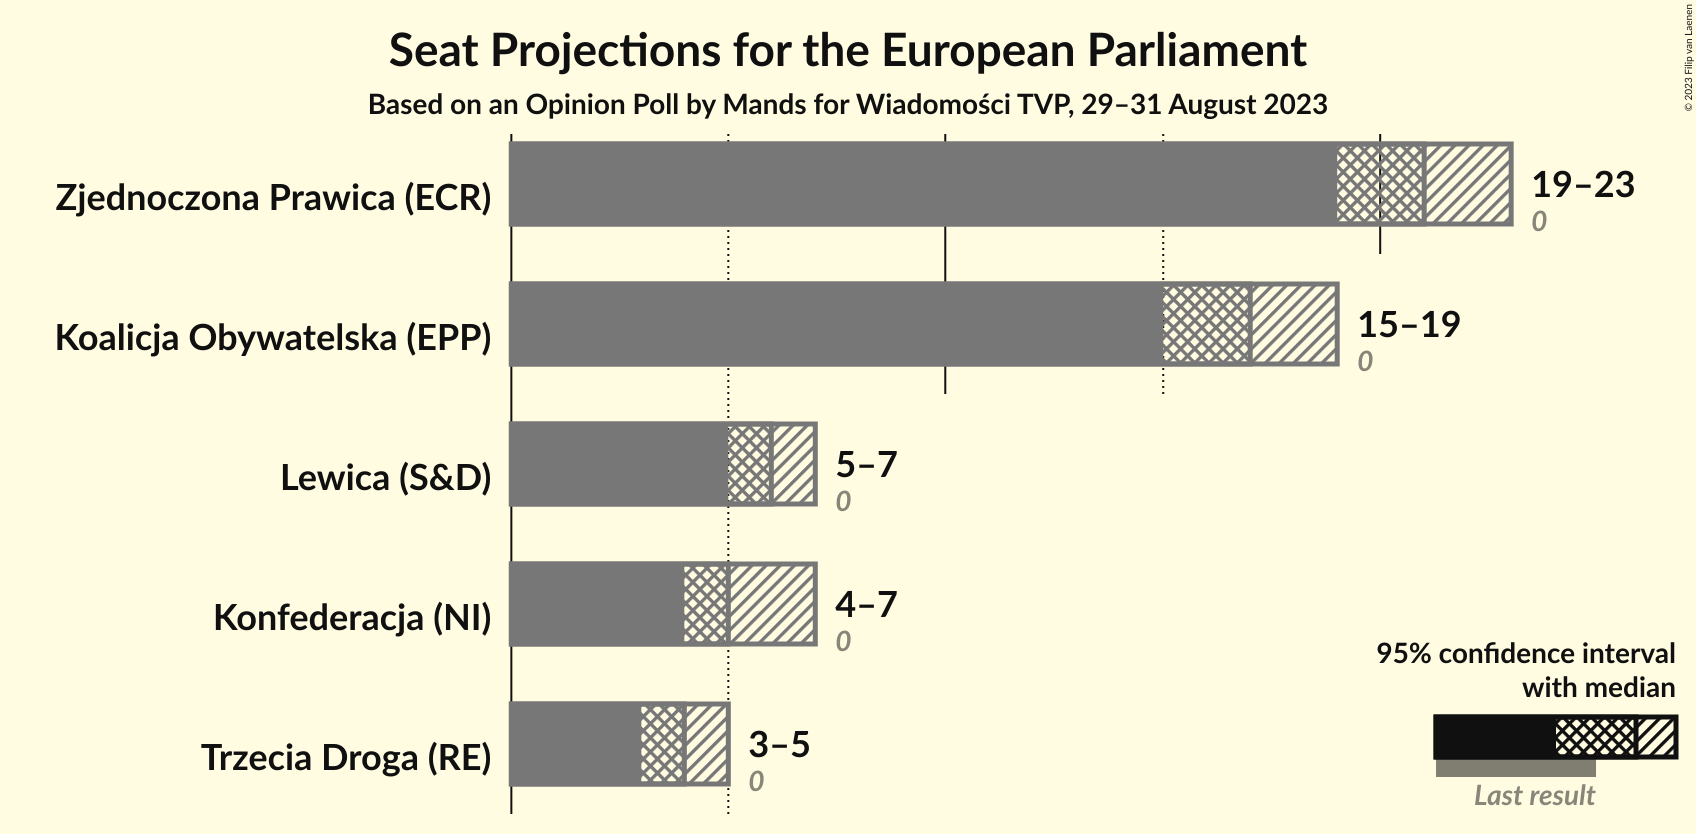 Seat Projections for the European Parliament
Based on an Opinion Poll by Mands for Wiadomości TVP, 29–31 August 2023
© 2023 Filip van Laenen
Zjednoczona Prawica (ECR)
19–23
0
Koalicja Obywatelska (EPP)
15–19
0
Lewica (S&D)
5–7
0
Konfederacja (NI)
4–7
0
Trzecia Droga (RE)
3–5
0
95% confidence interval
with median
Last result